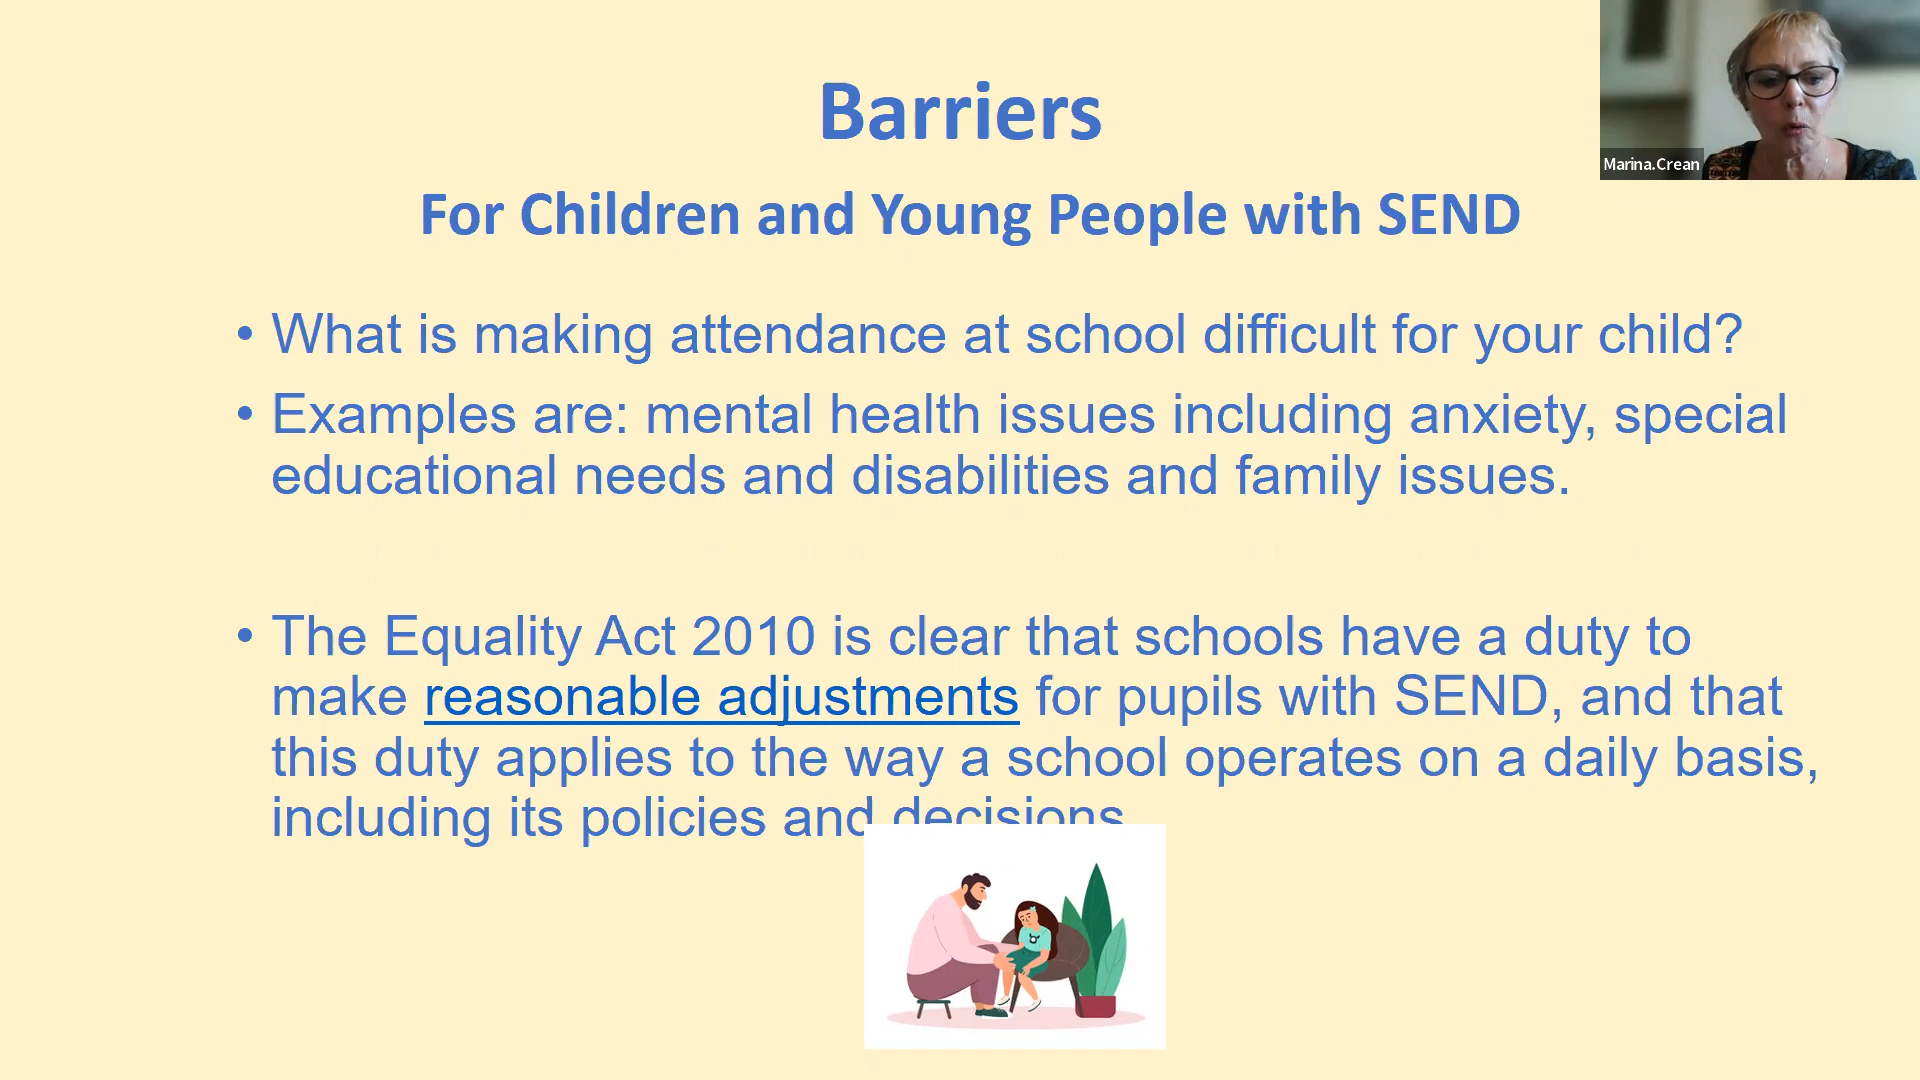 Barriers
For Children and Young People with SEND
• What is making attendance at school difficult for your child?
• Examples are: mental health issues including anxiety, special
educational needs and disabilities and family issues.
• The Equality Act 2010 is clear that schools have a duty to
make reasonable adjustments for pupils with SEND, and that
this duty applies to the way a school operates on a daily basis,
including its policies and decisions
Marina.Crean